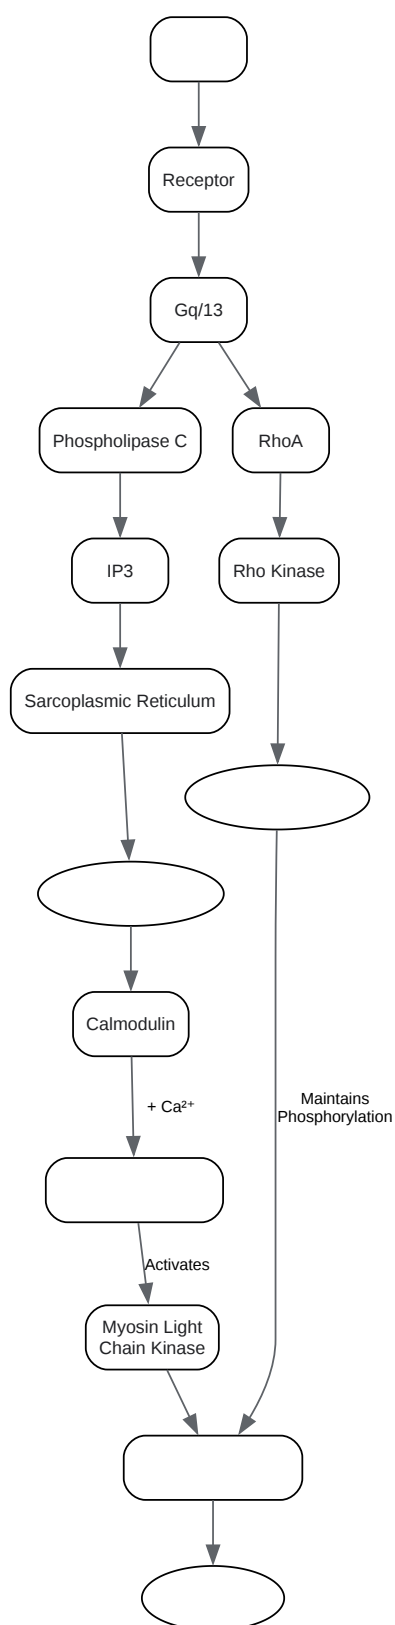 Receptor
Gq/13
Phospholipase C
RhoA
IP3
Rho Kinase
Sarcoplasmic Reticulum
Calmodulin
+ Ca²⁺
Maintains
Phosphorylation
Activates
Myosin Light
Chain Kinase